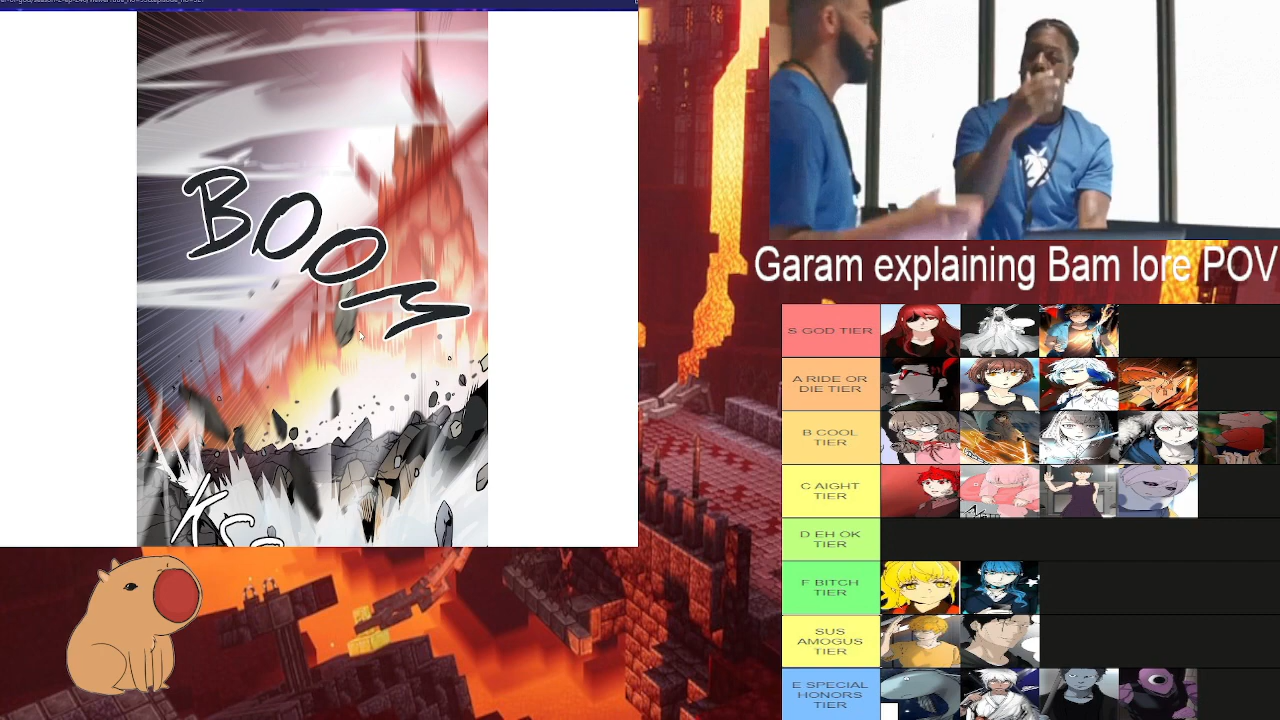 BOOM
Garam explaining Bam lore POV
S GOD TIER
A RIDE OR
DIE TIER
B COOL
TIER
C AIGHT
TIER
D EH OK
TIER
F BITCH
TIER
SUS
AMOGUS
TIER
E SPECIAL
HONORS
TIER